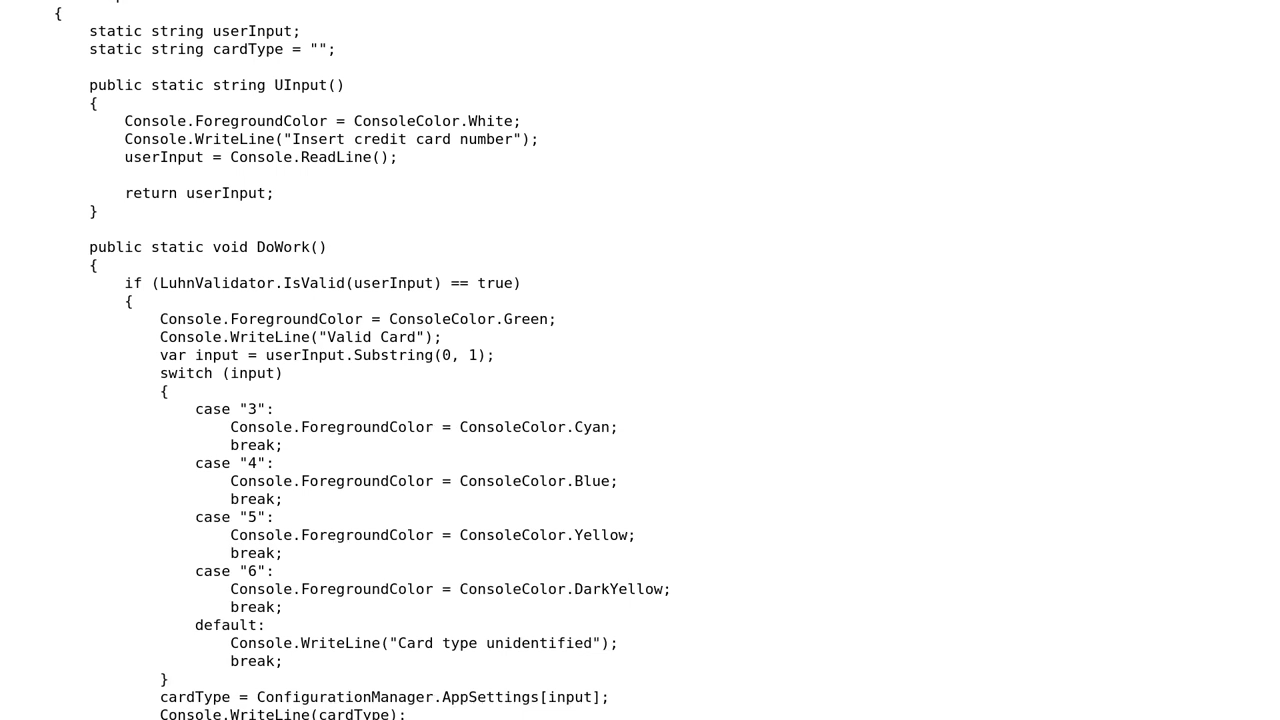 {
static string userInput;
static string cardType = "";
public static string UInput()
{
Console.ForegroundColor = ConsoleColor.White;
Console.WriteLine("Insert credit card number");
userInput = Console.ReadLine();
return userInput;
}
public static void DoWork()
{
if (LuhnValidator.IsValid(userInput) == true)
{
Console.ForegroundColor = ConsoleColor.Green;
Console.WriteLine("Valid Card");
var input = userInput.Substring(0, 1);
switch (input)
{
case "3":
Console.ForegroundColor = ConsoleColor.Cyan;
break;
case "4":
Console.ForegroundColor = ConsoleColor.Blue;
break;
case "5":
Console.ForegroundColor = ConsoleColor.Yellow;
break;
case "6":
Console.ForegroundColor = ConsoleColor.DarkYellow;
break;
default:
Console.WriteLine("Card type unidentified");
break;
}
cardType = ConfigurationManager.AppSettings[input];
Console.WriteLine(cardType);